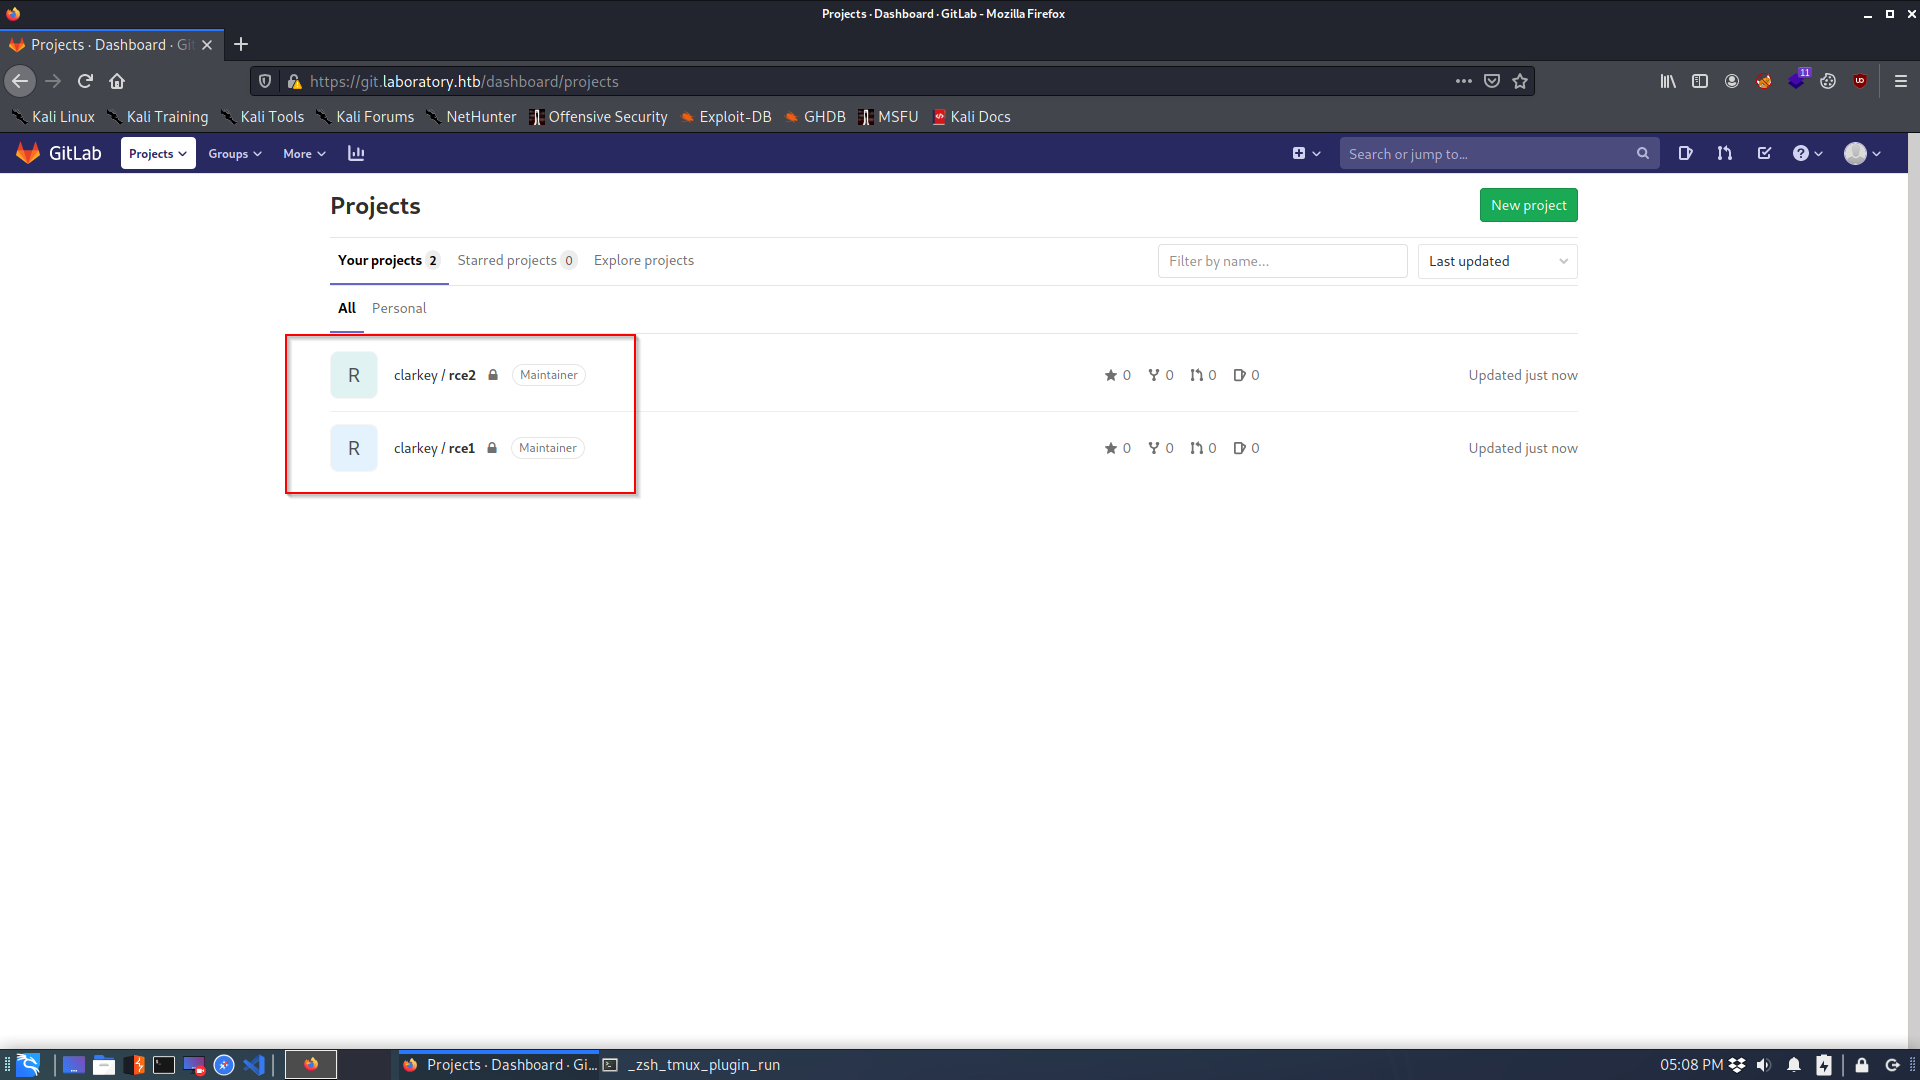 Projects · Dashboard · GitLab - Mozilla Firefox
Projects · Dashboard · Git
https://git.laboratory.htb/dashboard/projects
11
Kali Linux Kali Training Kali Tools Kali Forums NetHunter Offensive Security Exploit-DB GHDB MSFU Kali Docs
GitLab Projects Groups More Search or jump to...
Projects New project
Your projects 2 Starred projects 0 Explore projects Filter by name... Last updated
All Personal
R clarkey / rce2 Maintainer 0 0 0 0 Updated just now
R clarkey / rce1 Maintainer 0 0 0 0 Updated just now
Projects · Dashboard · Gi... _zsh_tmux_plugin_run 05:08 PM